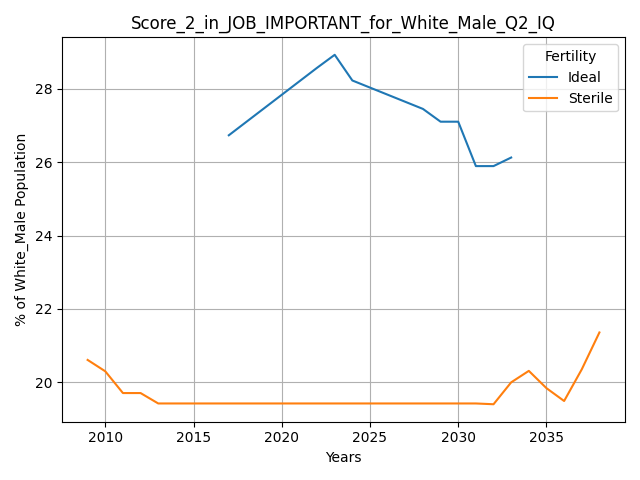 Score_2_in_JOB_IMPORTANT_for_White_Male_Q2_IQ
Fertility
Ideal
Sterile
% of White_Male Population
28
26
24
22
20
2010 2015 2020 2025 2030 2035
Years